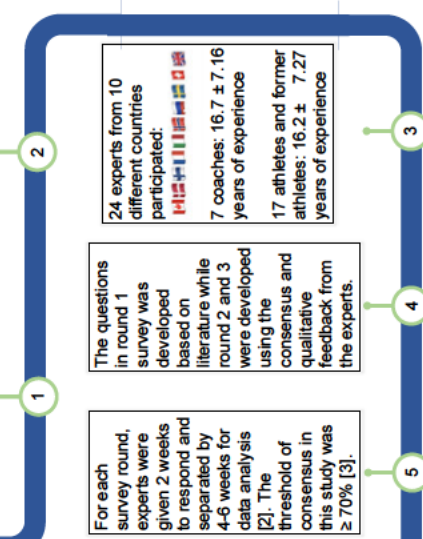 1
2
24 experts from 10
different countries
participated:
7 coaches: 16.7 ± 7.16
years of experience
17 athletes and former
athletes: 16.2 ± 7.27
years of experience
3
The questions
in round 1
survey was
developed
based on
literature while
round 2 and 3
were developed
using the
consensus and
qualitative
feedback from
the experts.
4
For each
survey round,
experts were
given 2 weeks
to respond and
separated by
4-6 weeks for
data analysis
[2]. The
threshold of
consensus in
this study was
≥ 70% [3].
5